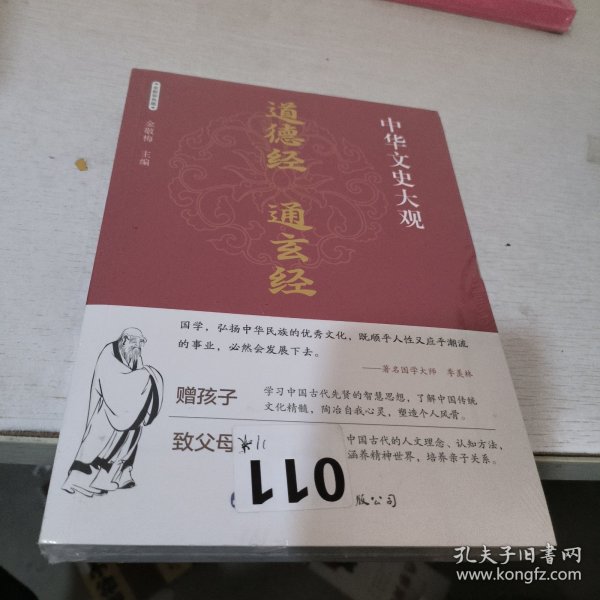 中华文史大观
道德经
通玄经
金敬梅 主编
国学，弘扬中华民族的优秀文化，既顺乎人性又应乎潮流
的事业，必然会发展下去。
——著名国学大师 季羡林
赠孩子
学习中国古代先贤的智慧思想，了解中国传统
文化精髓，陶冶自我心灵，塑造个人风骨。
致父母
中国古代的人文理念、认知方法，
涵养精神世界，培养亲子关系。
011
版公司
孔夫子旧书网
www.kongfz.com